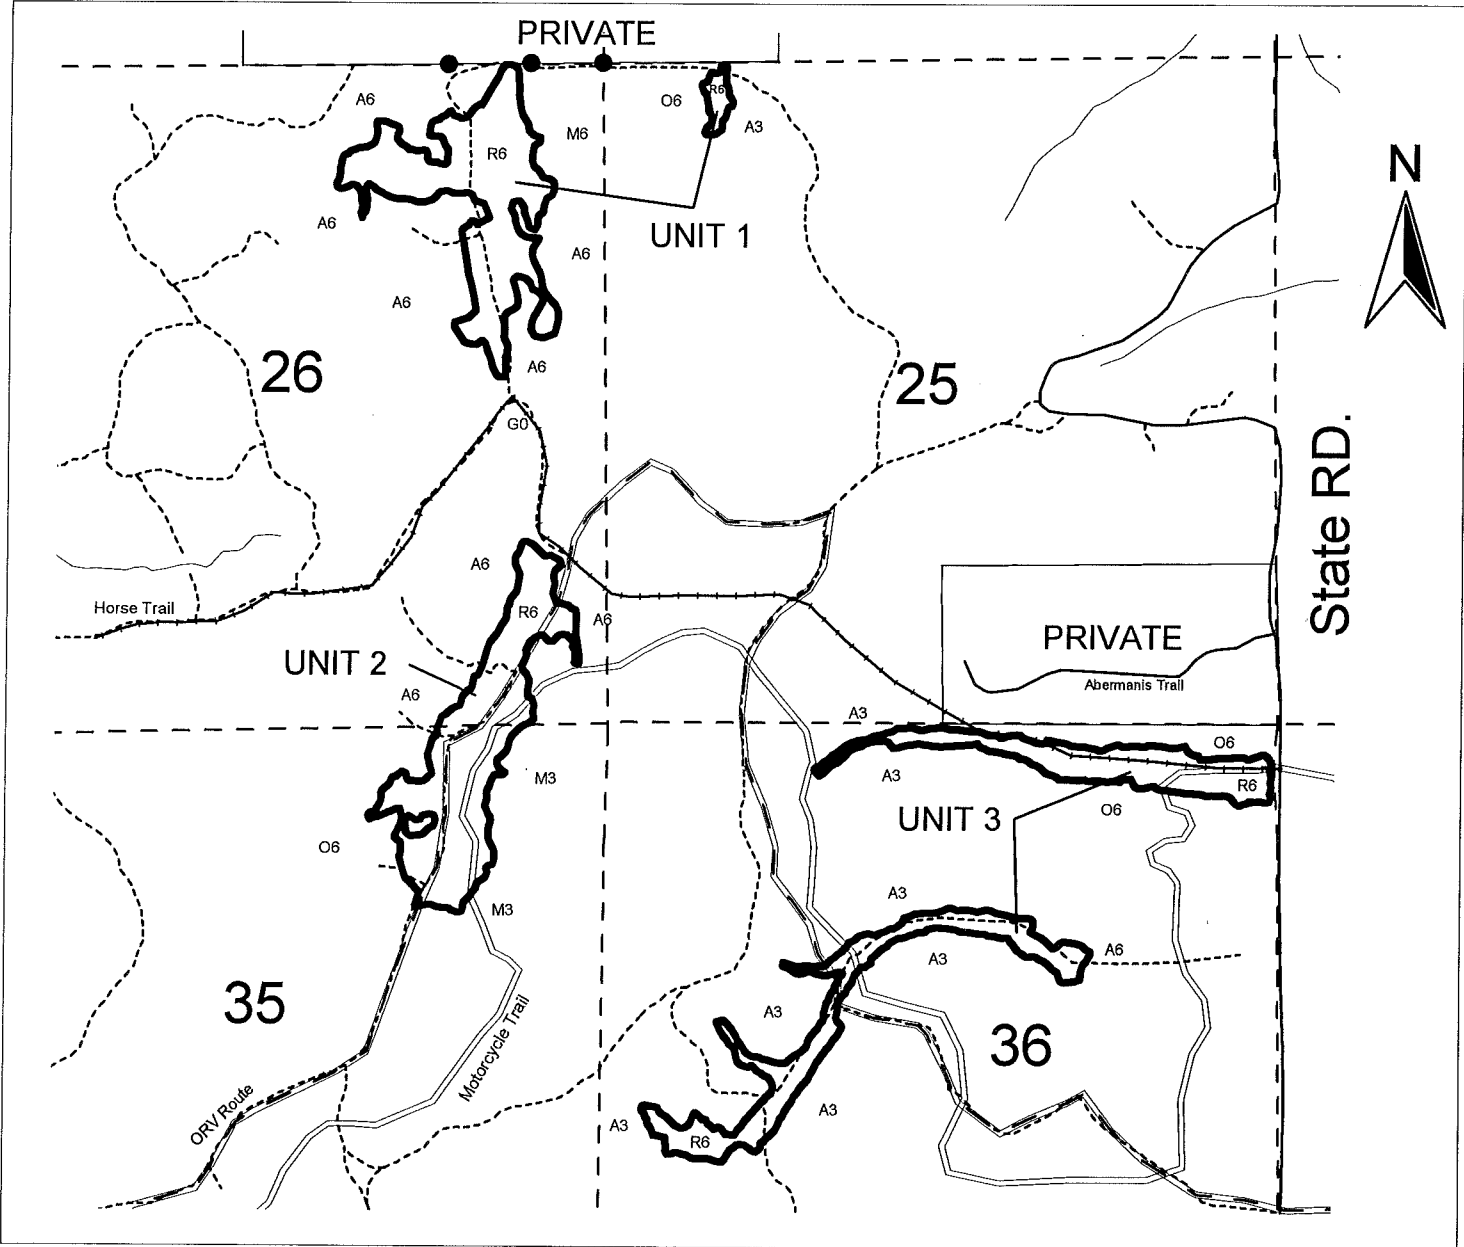 PRIVATE
A6
O6
R6
A3
M6
R6
N
A6
UNIT 1
A6
A6
26
A6
25
G0
State RD.
A6
Horse Trail
R6
A6
PRIVATE
UNIT 2
Abermanis Trail
A6
A3
O6
M3
A3
R6
O6
UNIT 3
O6
A3
M3
A6
A3
35
A3
36
Motorcycle Trail
ORV Route
A3
A3
R6